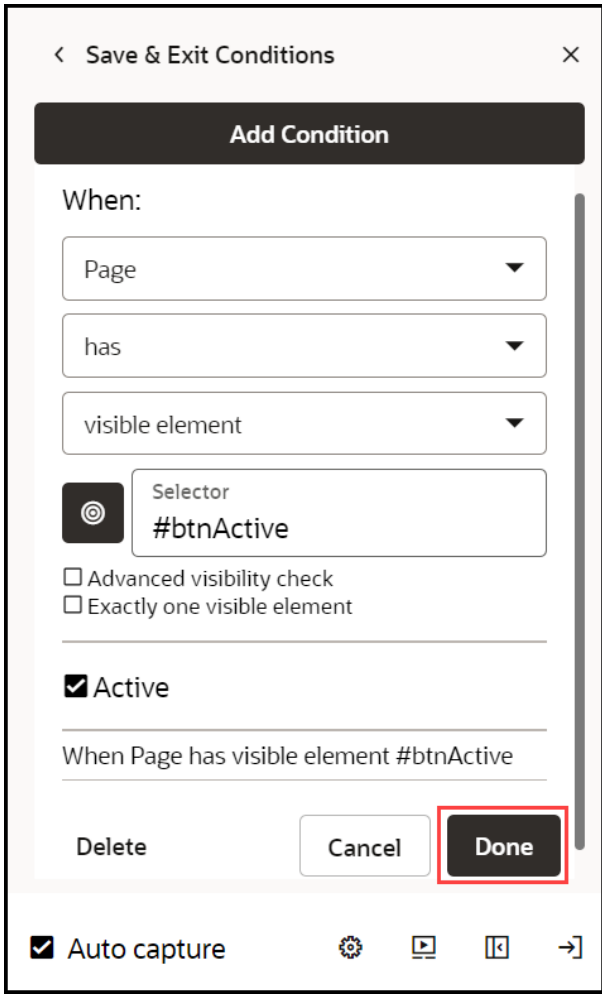 Save & Exit Conditions
Add Condition
When:
Page
has
visible element
Selector
#btnActive
Advanced visibility check
Exactly one visible element
Active
When Page has visible element #btnActive
Delete Cancel Done
Auto capture